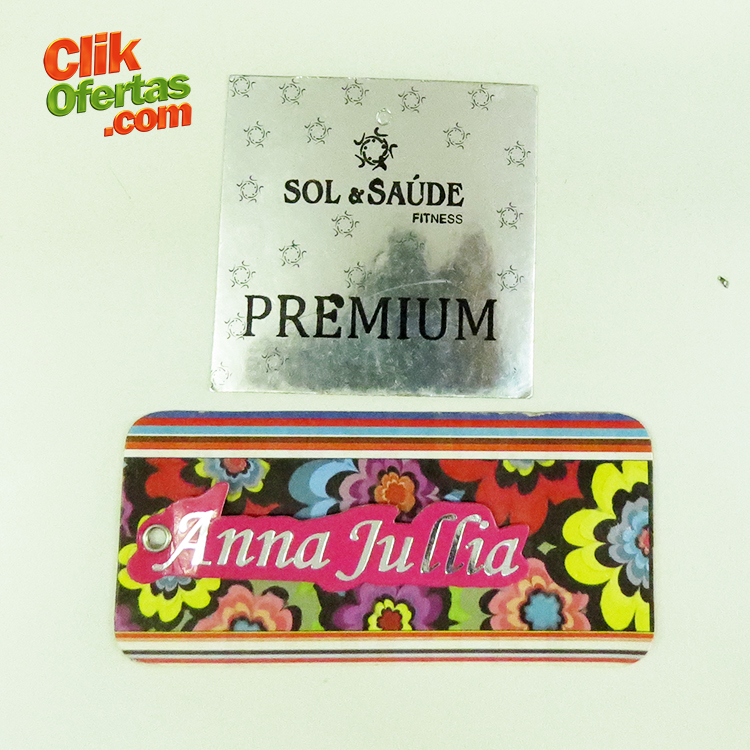 Clik
Ofertas
.com
SOL & SAÚDE
FITNESS
PREMIUM
Anna Jullia